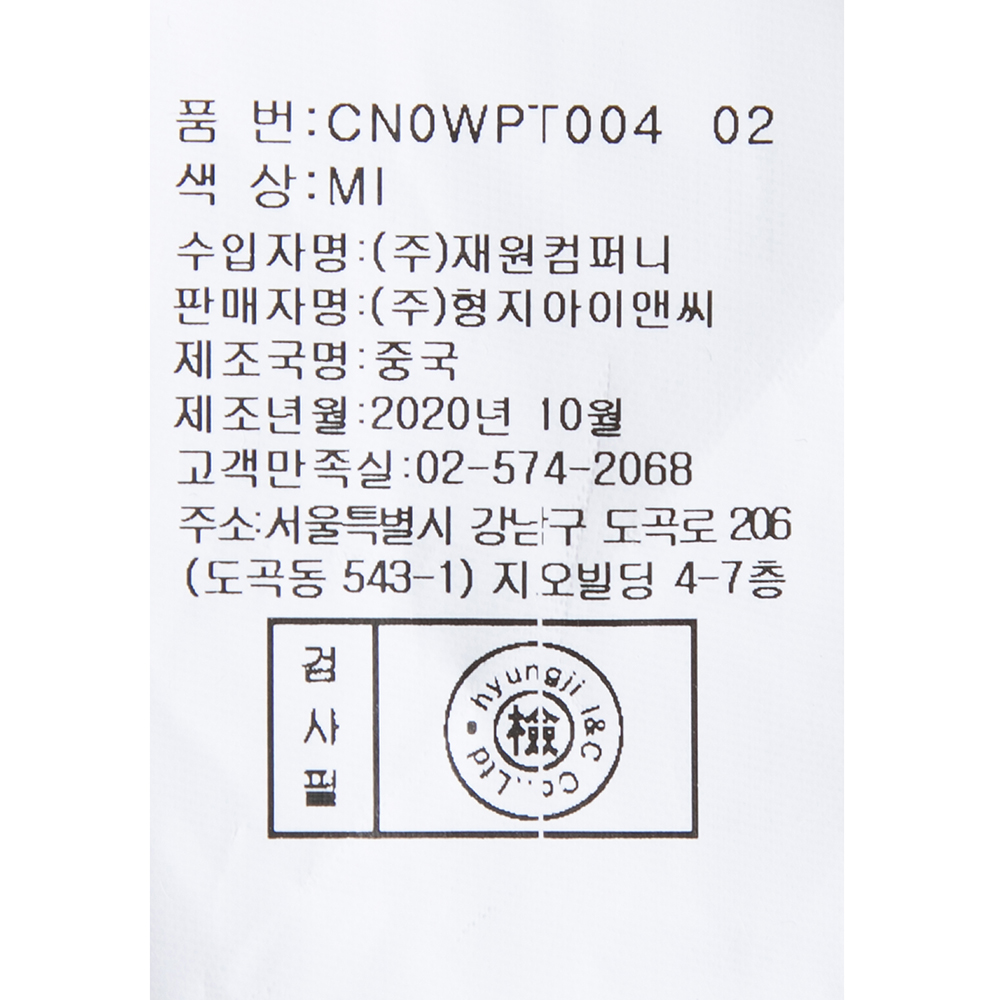 품 번:CN0WPT004 02
색 상:MI
수입자명:(주)재원컴퍼니
판매자명:(주)형지아이앤씨
제조국명:중국
제조년월:2020년 10월
고객만족실:02-574-2068
주소:서울특별시 강남구 도곡로 206
(도곡동 543-1) 지오빌딩 4-7층
검사필
hyungji I&C Co.,Ltd
檢